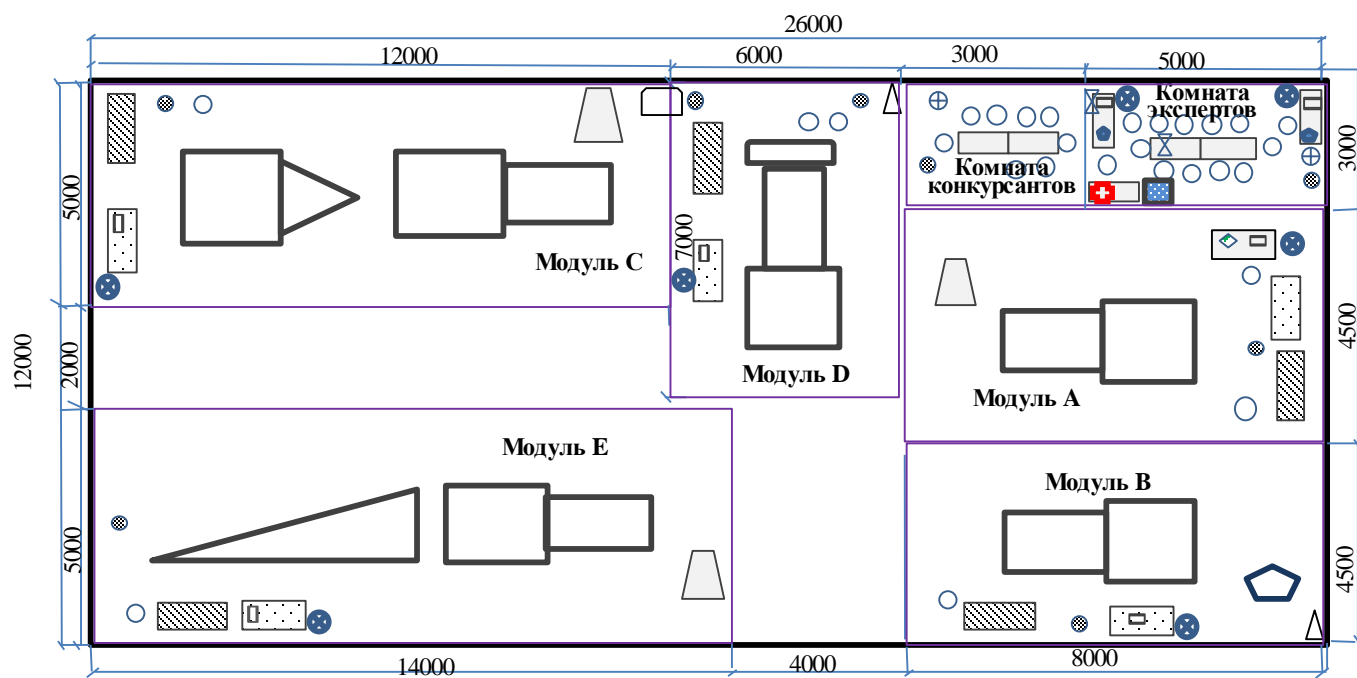 26000
12000
6000
3000
5000
Комната
экспертов
Комната
конкурсантов
3000
5000
7000
Модуль C
12000
2000
Модуль D
Модуль A
4500
Модуль E
Модуль B
5000
4500
14000
4000
8000